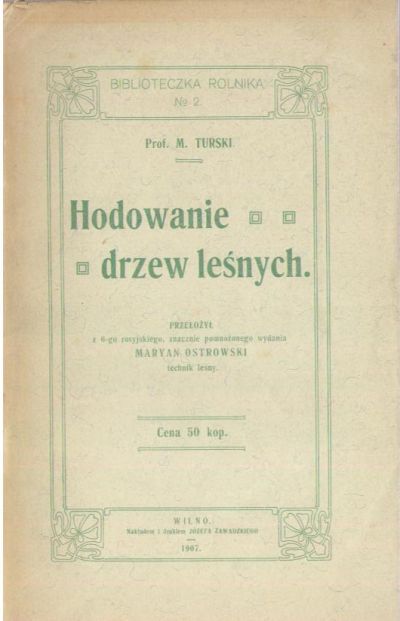 BIBLIOTECZKA ROLNIKA
№ 2.
Prof. M. TURSKI.
Hodowanie
drzew leśnych.
PRZEŁOŻYŁ
z 6-go rosyjskiego, znacznie pomnożonego wydania
MARYAN OSTROWSKI
technik leśny.
Cena 50 kop.
WILNO.
Nakładem i drukiem JÓZEFA ZAWADZKIEGO
1907.